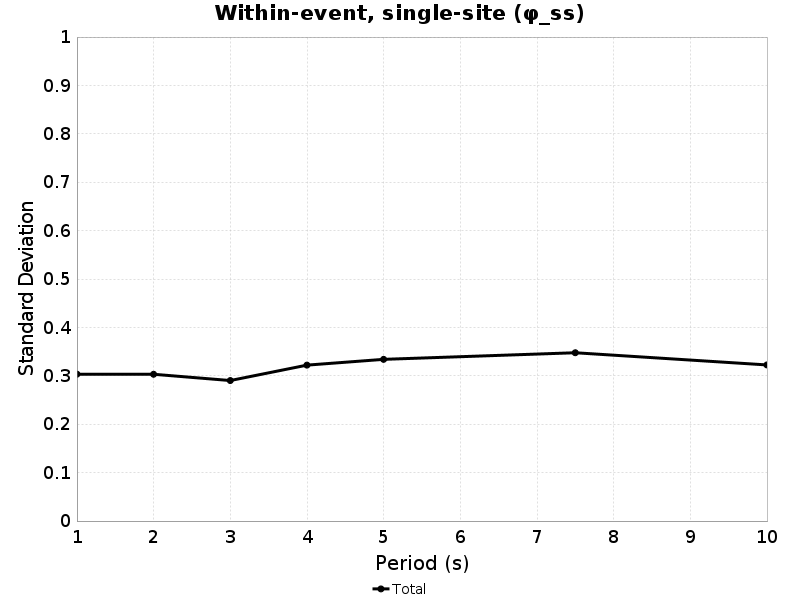 Within-event, single-site (φ_ss)
1
0.9
0.8
0.7
0.6
0.5
0.4
0.3
0.2
0.1
0
Standard Deviation
1 2 3 4 5 6 7 8 9 10
Period (s)
Total